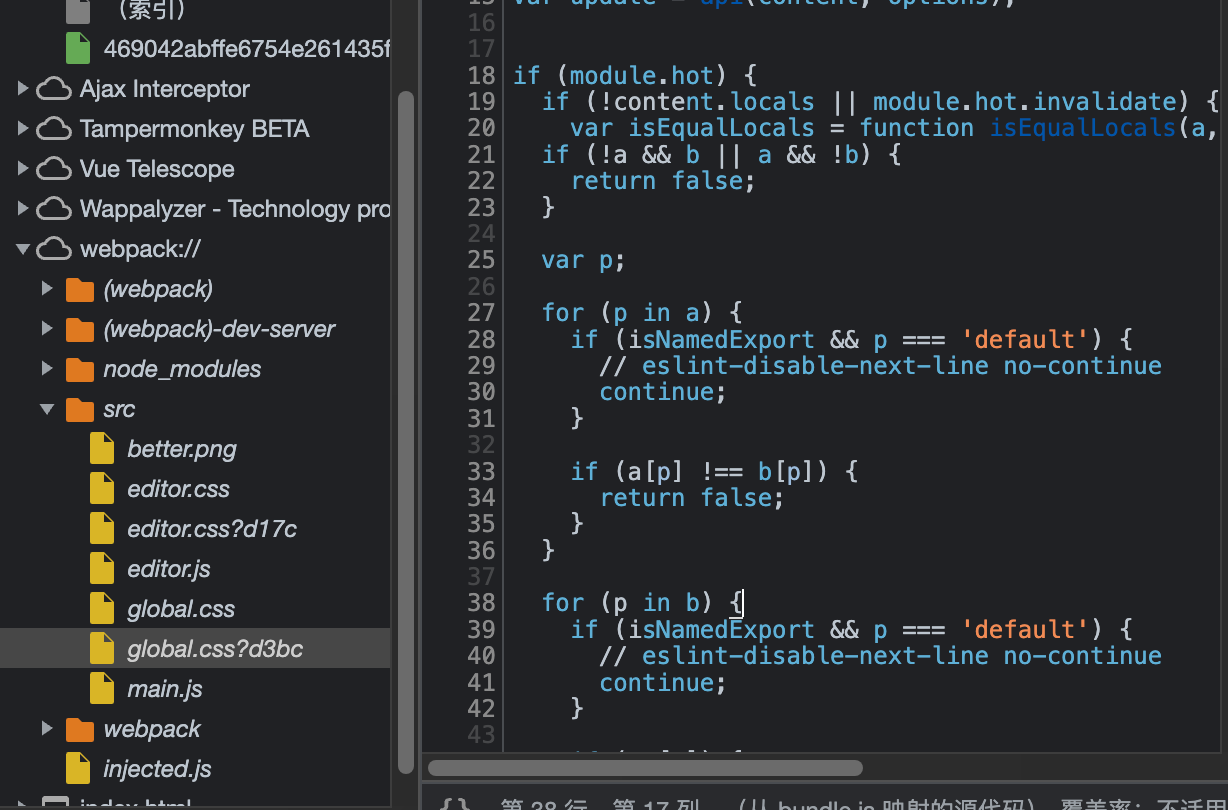 （索引）
469042abffe6754e261435f
Ajax Interceptor
Tampermonkey BETA
Vue Telescope
Wappalyzer - Technology pro
webpack://
(webpack)
(webpack)-dev-server
node_modules
src
better.png
editor.css
editor.css?d17c
editor.js
global.css
global.css?d3bc
main.js
webpack
injected.js
index.html
15 var update = api(content, options);
16
17
18 if (module.hot) {
19 if (!content.locals || module.hot.invalidate) {
20 var isEqualLocals = function isEqualLocals(a,
21 if (!a && b || a && !b) {
22 return false;
23 }
24
25 var p;
26
27 for (p in a) {
28 if (isNamedExport && p === 'default') {
29 // eslint-disable-next-line no-continue
30 continue;
31 }
32
33 if (a[p] !== b[p]) {
34 return false;
35 }
36 }
37
38 for (p in b) {
39 if (isNamedExport && p === 'default') {
40 // eslint-disable-next-line no-continue
41 continue;
42 }
43
{} 第 38 行，第 17 列 （从 bundle.js 映射的源代码） 覆盖率：不适用